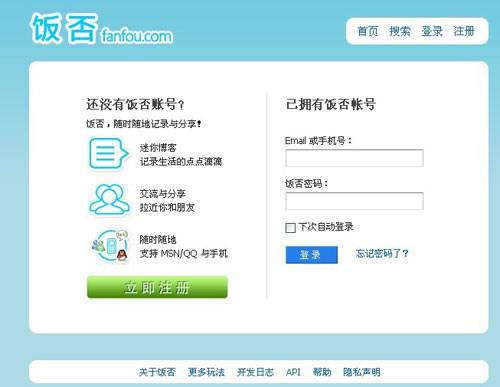 饭否 fanfou.com
首页 搜索 登录 注册
还没有饭否账号？
饭否，随时随地记录与分享！
迷你博客
记录生活的点点滴滴
交流与分享
拉近你和朋友
随时随地
支持 MSN/QQ 与手机
立即注册
已拥有饭否帐号
Email 或手机号：
饭否密码：
下次自动登录
登录 忘记密码了？
关于饭否 更多玩法 开发日志 API 帮助 隐私声明